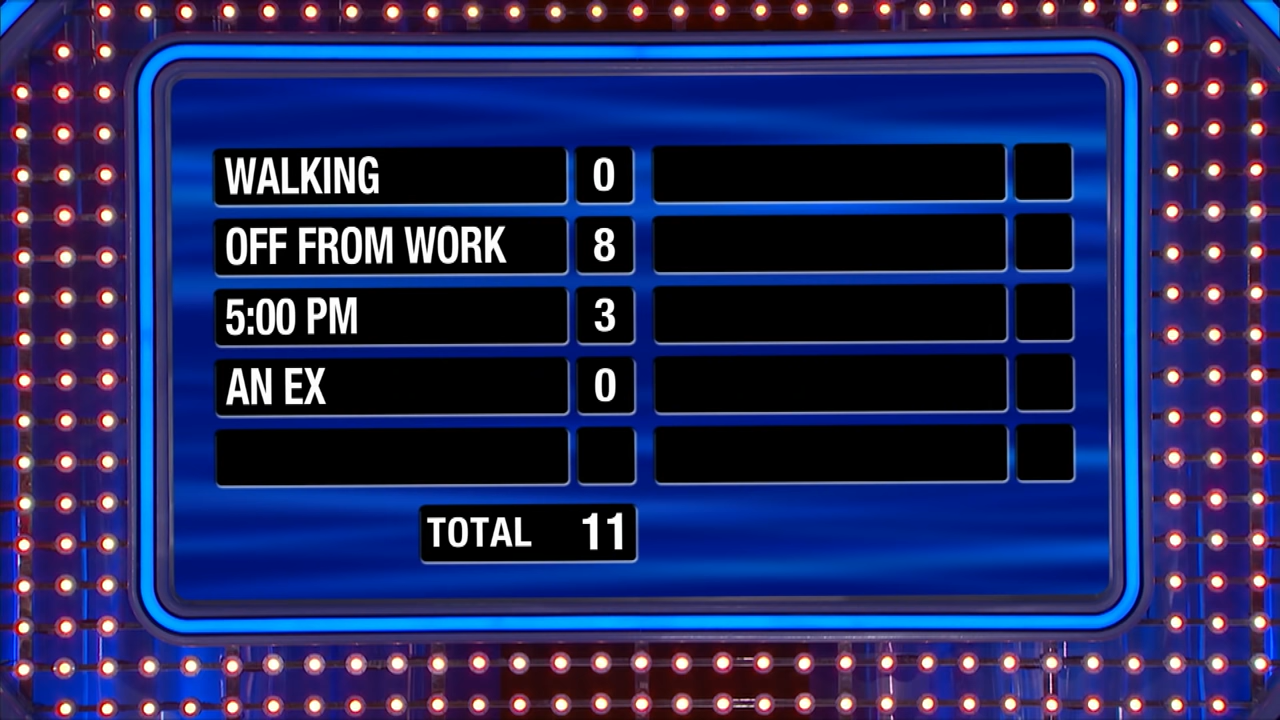 WALKING 0
OFF FROM WORK 8
5:00 PM 3
AN EX 0
TOTAL 11